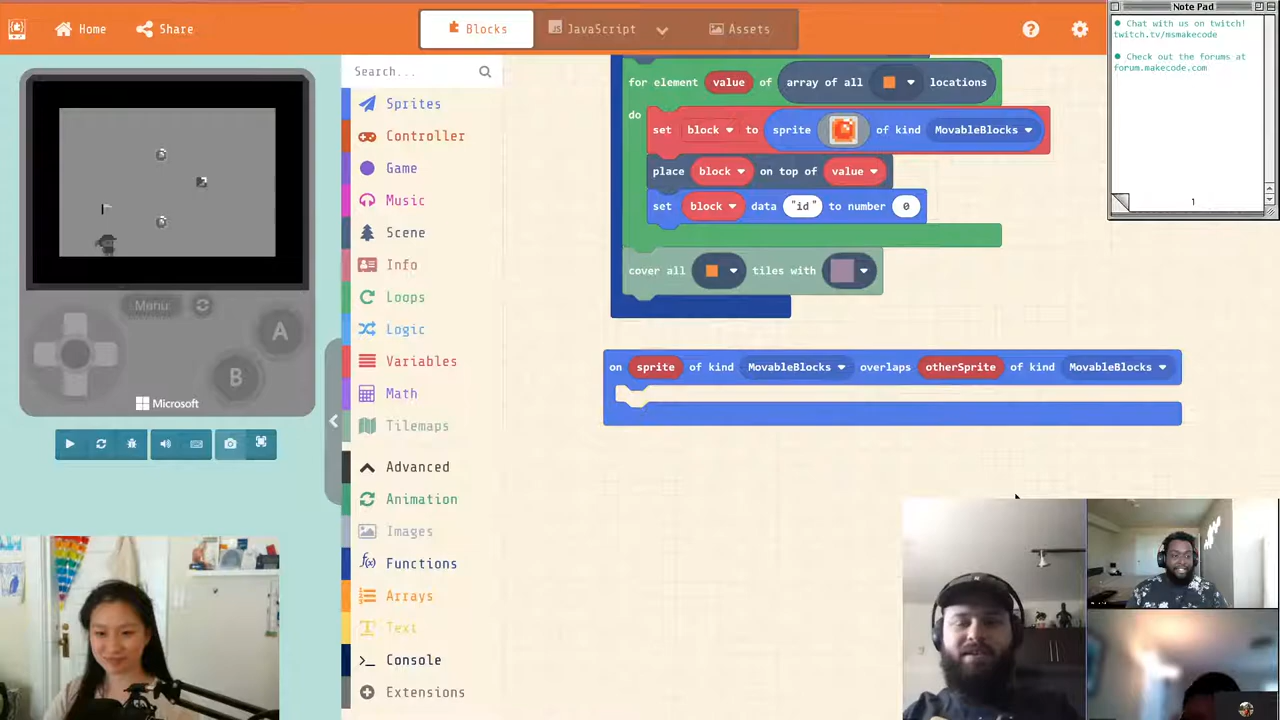 Home
Share
Blocks
JavaScript
Assets
Note Pad
Chat with us on twitch!
twitch.tv/msmakecode
Check out the forums at
forum.makecode.com
1
Menu
A
B
Microsoft
Search...
Sprites
Controller
Game
Music
Scene
Info
Loops
Logic
Variables
Math
Tilemaps
Advanced
Animation
Images
Functions
Arrays
Text
Console
Extensions
for element value of array of all locations
do
set block to sprite of kind MovableBlocks
place block on top of value
set block data "id" to number 0
cover all tiles with
on sprite of kind MovableBlocks overlaps otherSprite of kind MovableBlocks